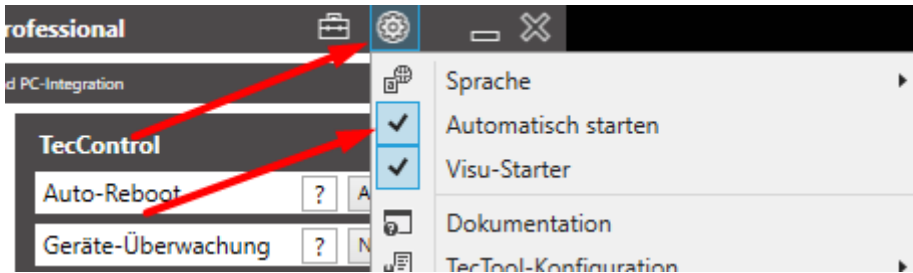 rofessional
d PC-Integration
TecControl
Auto-Reboot ? A
Geräte-Überwachung ? N
Sprache
Automatisch starten
Visu-Starter
Dokumentation
TecTool-Konfiguration